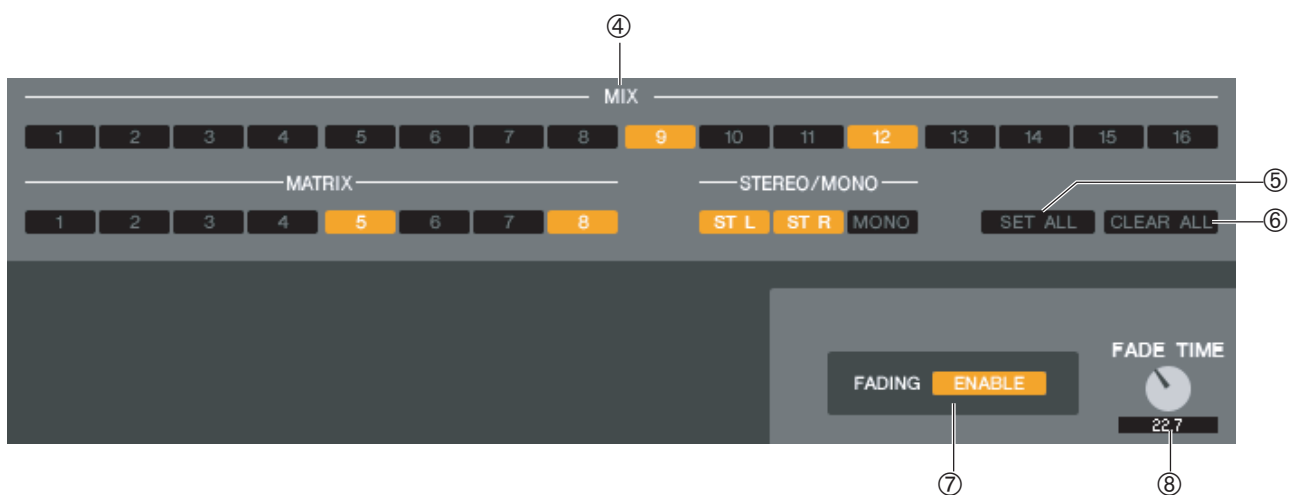 ④
MIX
1 2 3 4 5 6 7 8 9 10 11 12 13 14 15 16
MATRIX STEREO/MONO ⑤
1 2 3 4 5 6 7 8 ST L ST R MONO SET ALL CLEAR ALL ⑥
FADE TIME
FADING ENABLE
22.7
⑦ ⑧